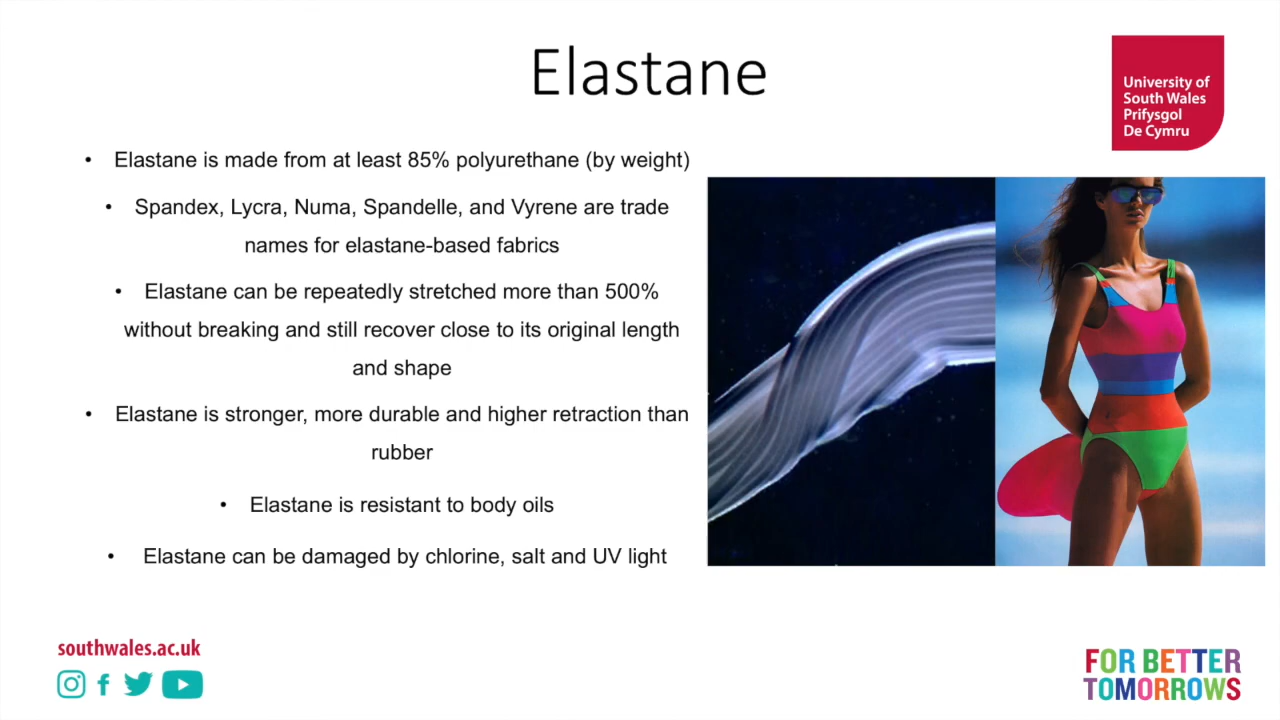 Elastane
University of
South Wales
Prifysgol
De Cymru
• Elastane is made from at least 85% polyurethane (by weight)
• Spandex, Lycra, Numa, Spandelle, and Vyrene are trade
names for elastane-based fabrics
• Elastane can be repeatedly stretched more than 500%
without breaking and still recover close to its original length
and shape
• Elastane is stronger, more durable and higher retraction than
rubber
• Elastane is resistant to body oils
• Elastane can be damaged by chlorine, salt and UV light
southwales.ac.uk
FOR BETTER
TOMORROWS